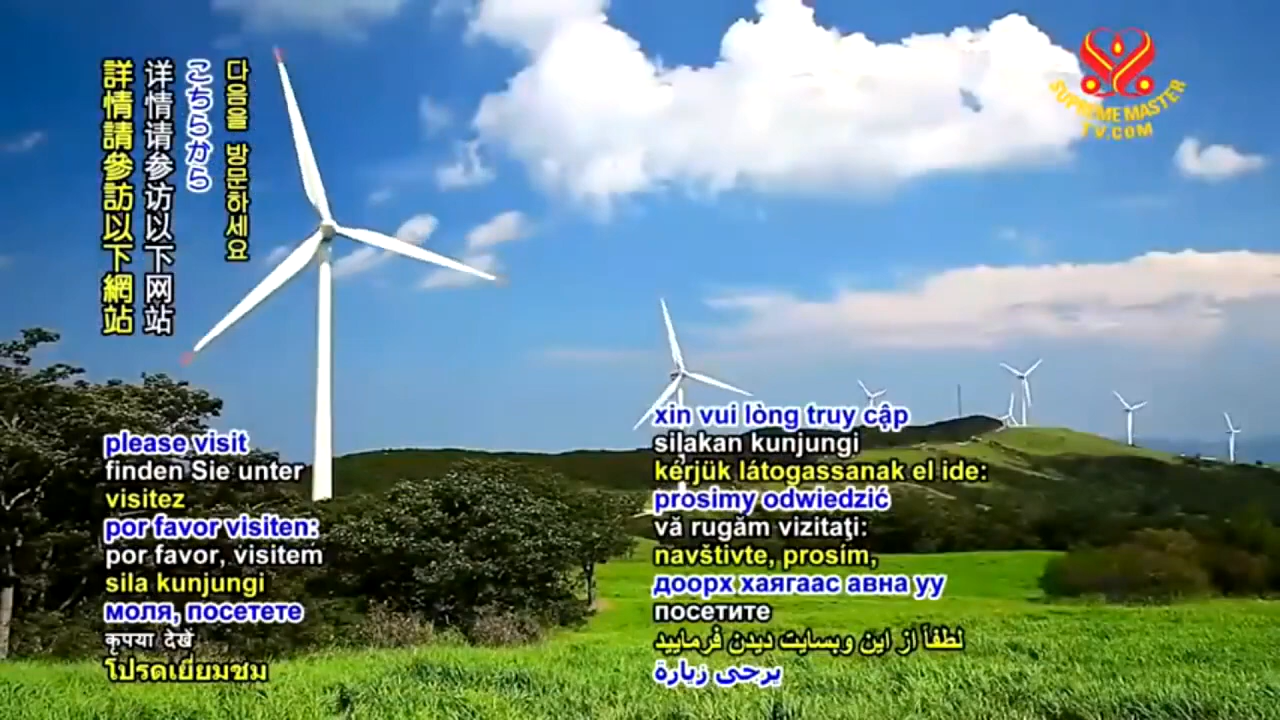 詳情請參訪以下網站
详情请参访以下网站
こちらから
다음을 방문하세요
SUPREME MASTER
TV.COM
please visit
finden Sie unter
visitez
por favor visiten:
por favor, visitem
sila kunjungi
моля, посетете
कृपया देखें
โปรดเยี่ยมชม
xin vui lòng truy cập
silakan kunjungi
kérjük látogassanak el ide:
prosimy odwiedzić
vă rugăm vizitaţi:
navštivte, prosím,
доорх хаягаас авна уу
посетите
لطفاً از این وبسایت دیدن فرمایید
يرجى زيارة